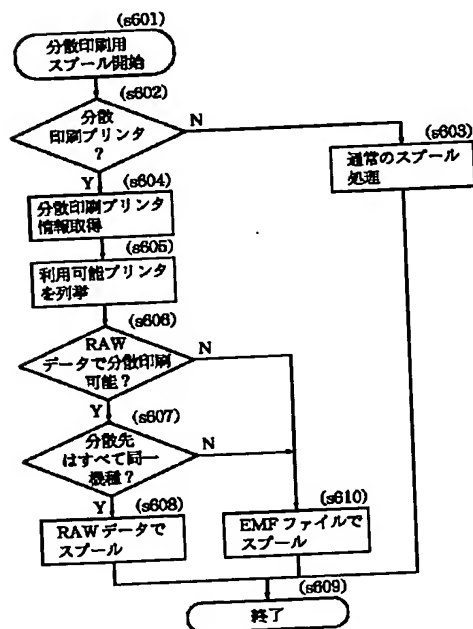 (s601)
分散印刷用
スプール開始
(s602)
分散
印刷プリンタ
?
N
Y
(s603)
通常のスプール
処理
(s604)
分散印刷プリンタ
情報取得
(s605)
利用可能プリンタ
を列挙
(s606)
RAW
データで分散印刷
可能?
N
Y
(s607)
分散先
はすべて同一
機種?
N
Y
(s608)
RAWデータで
スプール
(s610)
EMFファイルで
スプール
(s609)
終了